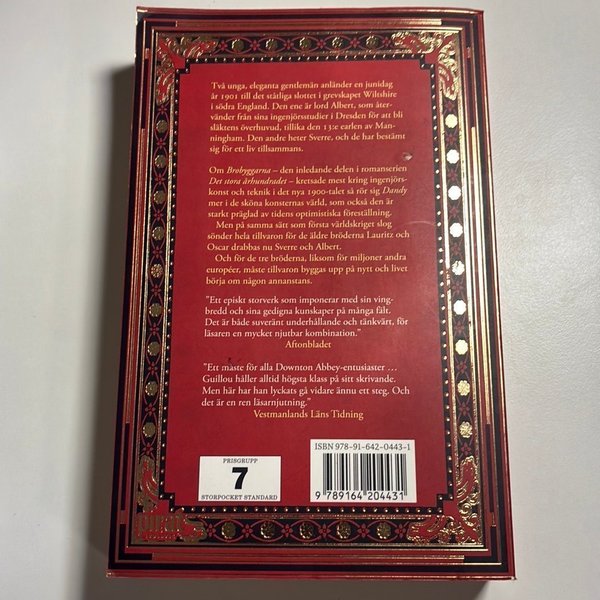 Två unga, eleganta gentlemän anländer en junidag
år 1901 till det ståtliga slottet i grevskapet Wiltshire
i södra England. Den ene är lord Albert, som åter-
vänder från sina ingenjörsstudier i Dresden för att bli
släktens överhuvud, tillika den 13:e earlen av Man-
ningham. Den andre heter Sverre, och de har bestämt
sig för ett liv tillsammans.
Om Brobyggarna – den inledande delen i romanserien
Det stora århundradet – kretsade mest kring ingenjörs-
konst och teknik i det nya 1900-talet så rör sig Dandy
mer i de sköna konsternas värld, som också den är
starkt präglad av tidens optimistiska föreställning.
Men på samma sätt som första världskriget slog
sönder hela tillvaron för de äldre bröderna Lauritz och
Oscar drabbas nu Sverre och Albert.
Och för de tre bröderna, liksom för miljoner andra
européer, måste tillvaron byggas upp på nytt och livet
börja om någon annanstans.
"Ett episkt storverk som imponerar med sin ving-
bredd och sina gedigna kunskaper på många fält.
Det är både suveränt underhållande och tänkvärt, för
läsaren en mycket njutbar kombination."
Aftonbladet
"Ett måste för alla Downton Abbey-entusiaster ...
Guillou håller alltid högsta klass på sitt skrivande.
Men här har han lyckats gå vidare ännu ett steg. Och
det är en ren läsarnjutning."
Vestmanlands Läns Tidning
ISBN 978-91-642-0443-1
PRISGRUPP
7
STORPOCKET STANDARD
9 789164 204431